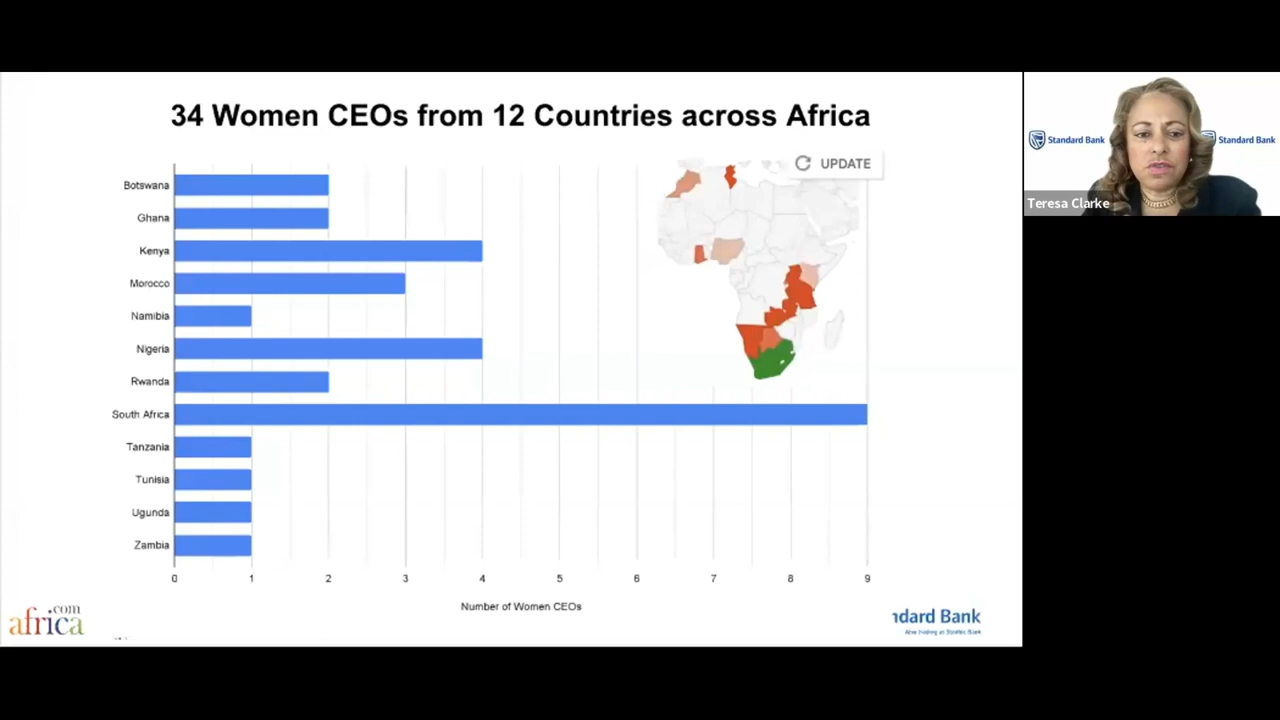 34 Women CEOs from 12 Countries across Africa
UPDATE
Botswana
Ghana
Kenya
Morocco
Namibia
Nigeria
Rwanda
South Africa
Tanzania
Tunisia
Ugunda
Zambia
0 1 2 3 4 5 6 7 8 9
Number of Women CEOs
.com
africa
ndard Bank
Standard Bank
Standard Bank
Teresa Clarke